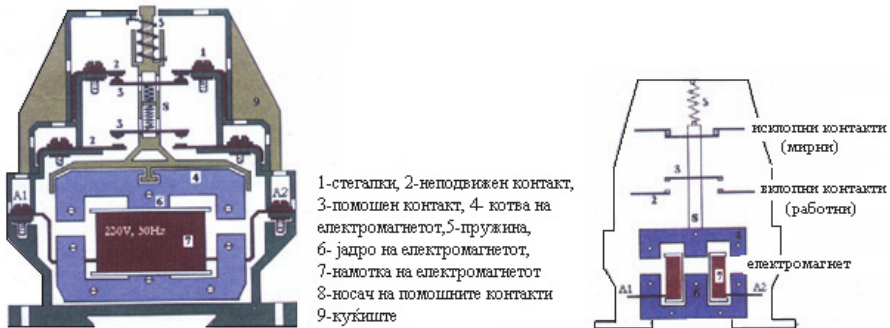 5
1
2
3
8
3
9
2
4
A1
A2
6
230V, 50Hz
7
1-стегалки, 2-неподвижен контакт,
3-помошен контакт, 4- котва на
електромагнетот,5-пружина,
6- јадро на електромагнетот,
7-намотка на електромагнетот
8-носач на помошните контакти
9-куќиште
5
исклопни контакти
(мирни)
3
вклопни контакти
2
(работни)
8
4
електромагнет
7
A1
6
A2